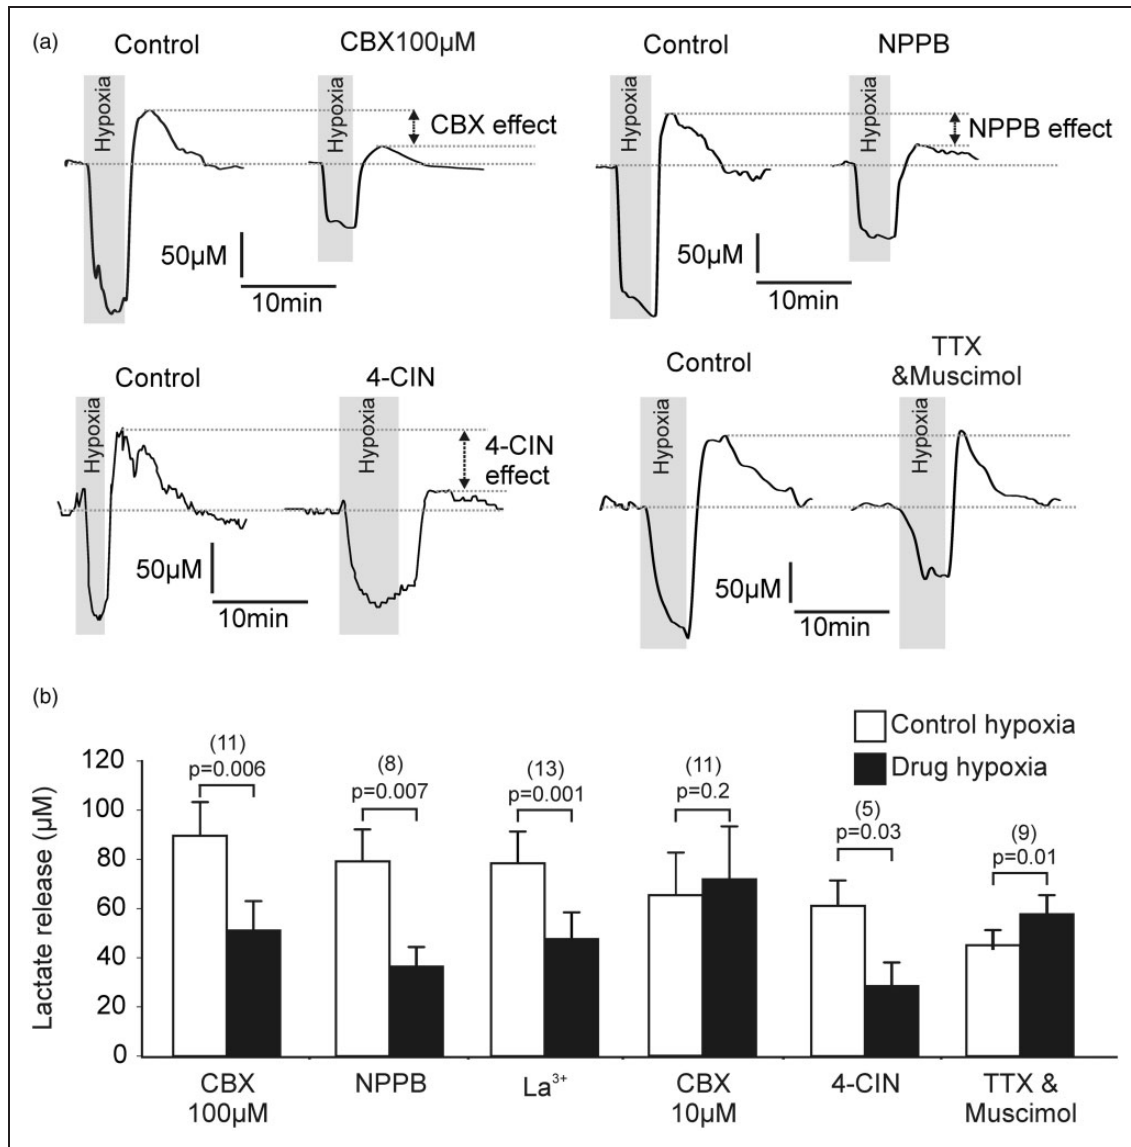 (a)
Control
CBX100µM
Hypoxia
Hypoxia
CBX effect
50µM
10min
Control
NPPB
Hypoxia
Hypoxia
NPPB effect
50µM
10min
Control
4-CIN
Hypoxia
Hypoxia
4-CIN
effect
50µM
10min
Control
TTX
&Muscimol
Hypoxia
Hypoxia
50µM
10min
(b)
Control hypoxia
Drug hypoxia
Lactate release (µM)
120
100
80
60
40
20
0
(11)
p=0.006
(8)
p=0.007
(13)
p=0.001
(11)
p=0.2
(5)
p=0.03
(9)
p=0.01
CBX
100µM
NPPB
La³⁺
CBX
10µM
4-CIN
TTX &
Muscimol